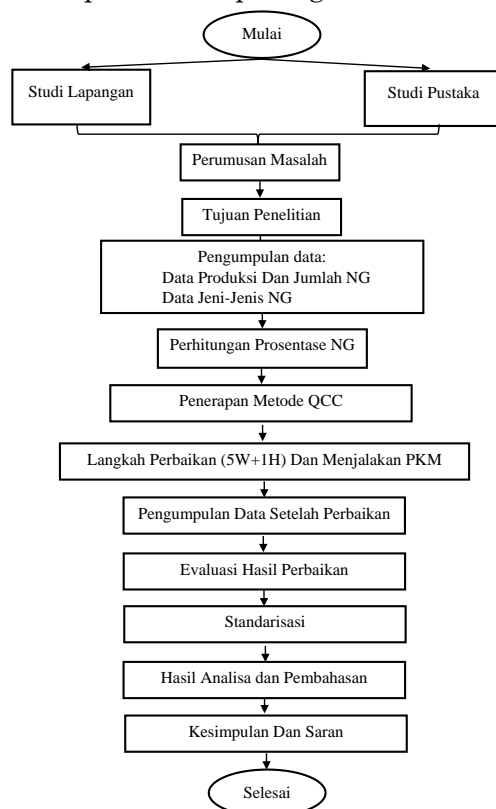 Mulai
Studi Lapangan
Studi Pustaka
Perumusan Masalah
Tujuan Penelitian
Pengumpulan data:
Data Produksi Dan Jumlah NG
Data Jeni-Jenis NG
Perhitungan Prosentase NG
Penerapan Metode QCC
Langkah Perbaikan (5W+1H) Dan Menjalakan PKM
Pengumpulan Data Setelah Perbaikan
Evaluasi Hasil Perbaikan
Standarisasi
Hasil Analisa dan Pembahasan
Kesimpulan Dan Saran
Selesai